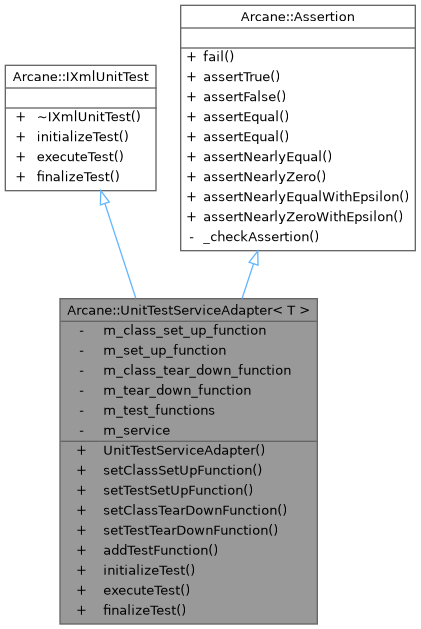 Arcane::IXmlUnitTest
+ ~IXmlUnitTest()
+ initializeTest()
+ executeTest()
+ finalizeTest()
Arcane::Assertion
+ fail()
+ assertTrue()
+ assertFalse()
+ assertEqual()
+ assertEqual()
+ assertNearlyEqual()
+ assertNearlyZero()
+ assertNearlyEqualWithEpsilon()
+ assertNearlyZeroWithEpsilon()
- _checkAssertion()
Arcane::UnitTestServiceAdapter< T >
- m_class_set_up_function
- m_set_up_function
- m_class_tear_down_function
- m_tear_down_function
- m_test_functions
- m_service
+ UnitTestServiceAdapter()
+ setClassSetUpFunction()
+ setTestSetUpFunction()
+ setClassTearDownFunction()
+ setTestTearDownFunction()
+ addTestFunction()
+ initializeTest()
+ executeTest()
+ finalizeTest()